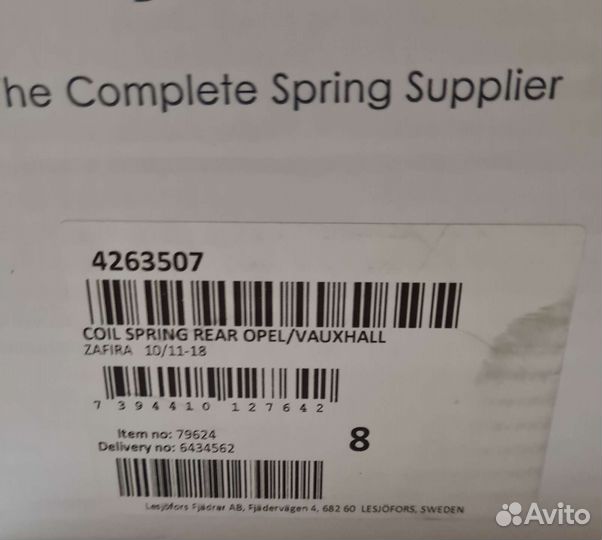 he Complete Spring Supplier
4263507
COIL SPRING REAR OPEL/VAUXHALL
ZAFIRA 10/11-18
7 394410 127642
Item no: 79624
8
Delivery no: 6434562
Lesjöfors Fjädrar AB, Fjädervägen 4, 682 60 LESJÖFORS, SWEDEN
Avito